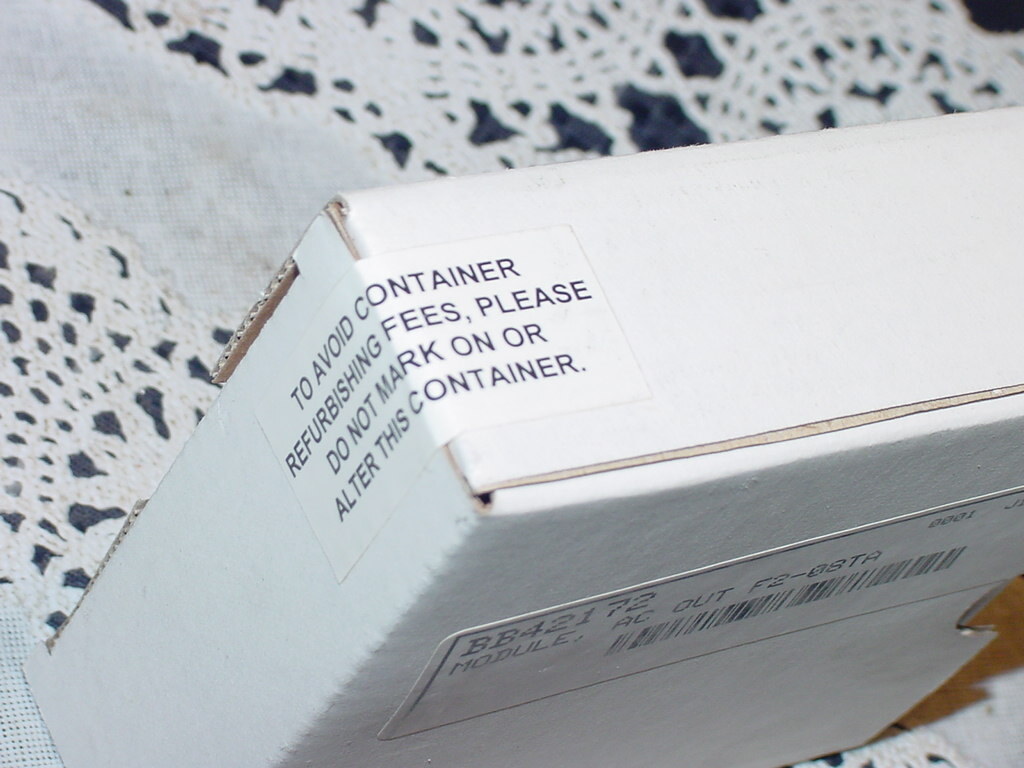 TO AVOID CONTAINER
REFURBISHING FEES, PLEASE
DO NOT MARK ON OR
ALTER THIS CONTAINER.
0001
BB42172
MODULE, AC OUT F2-08TA